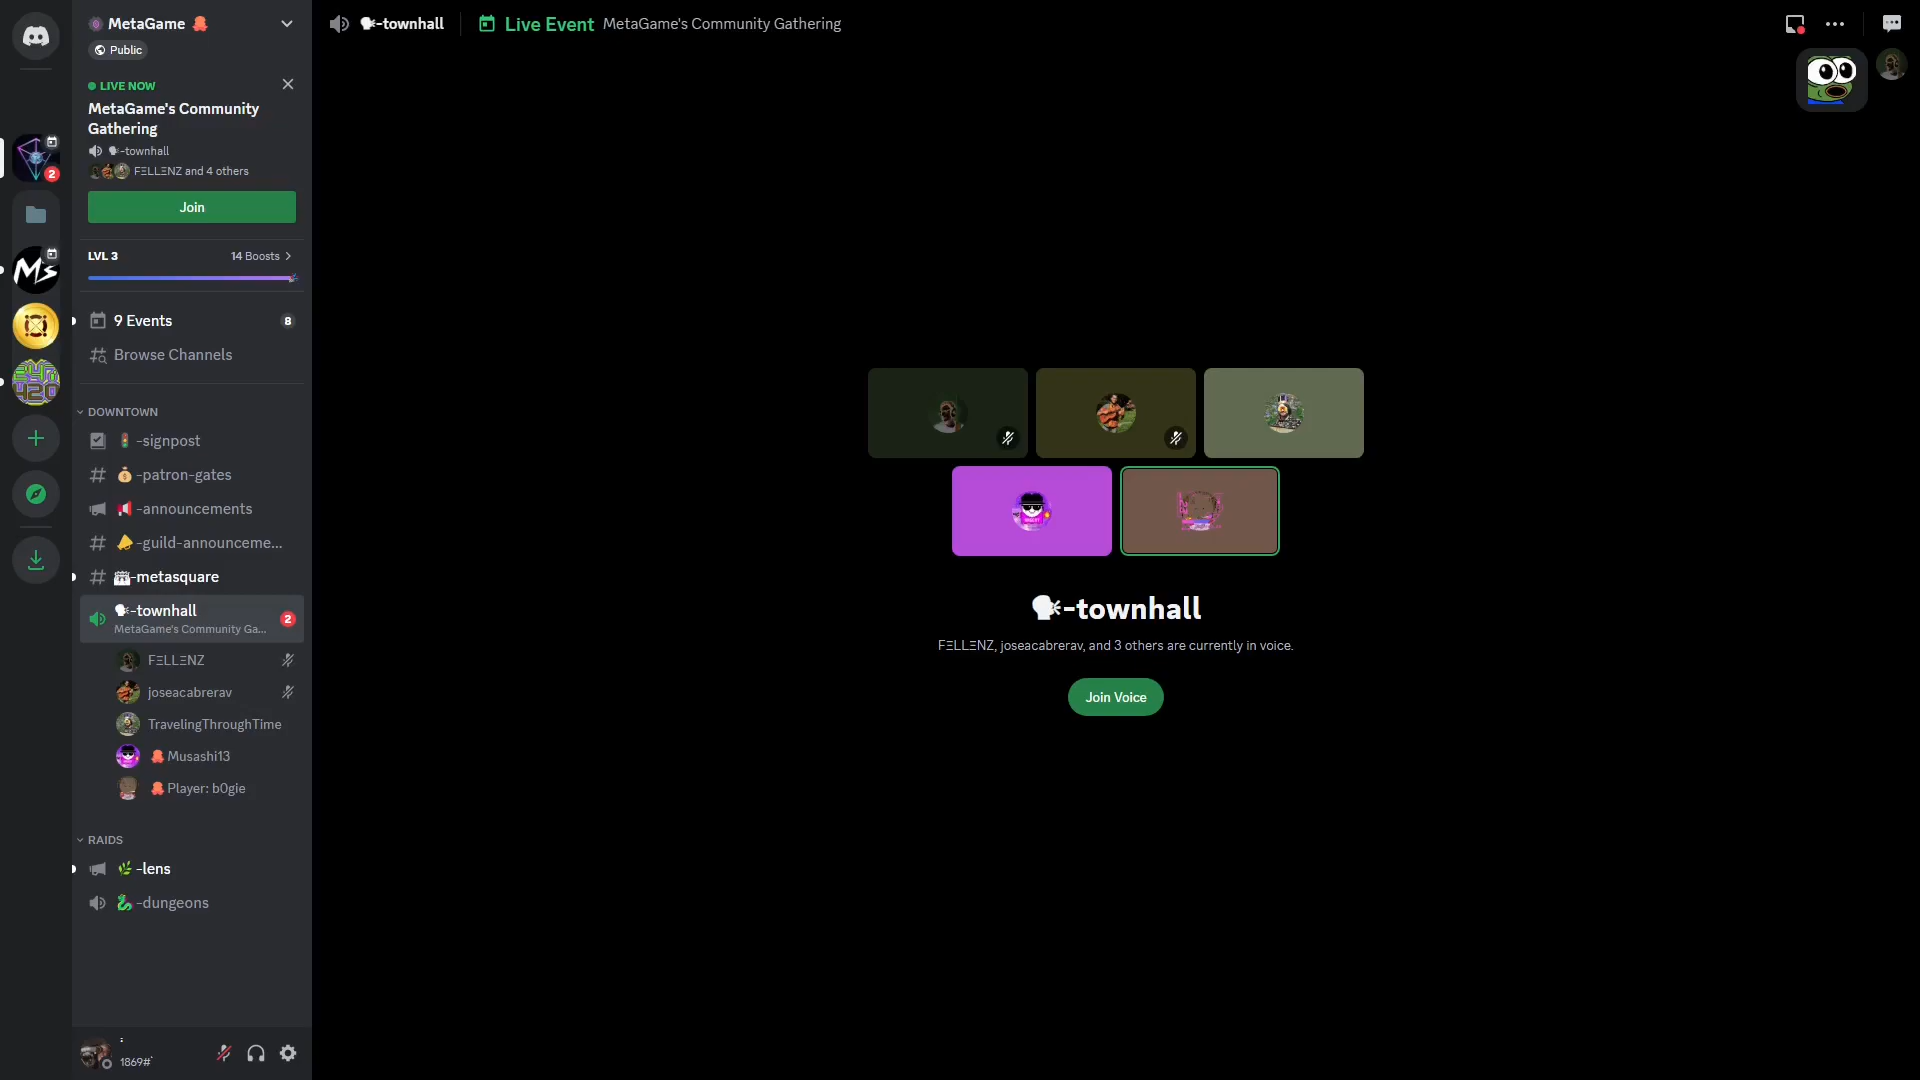 MetaGame
Public
LIVE NOW
MetaGame's Community
Gathering
-townhall
FΞLLΞNZ and 4 others
Join
LVL 3
14 Boosts
9 Events
8
Browse Channels
DOWNTOWN
-signpost
-patron-gates
-announcements
-guild-announceme...
-metasquare
-townhall
MetaGame's Community Ga...
2
FΞLLΞNZ
joseacabrerav
TravelingThroughTime
Musashi13
Player: b0gie
RAIDS
-lens
-dungeons
1869#
2
Ms
-townhall
Live Event
MetaGame's Community Gathering
-townhall
FΞLLΞNZ, joseacabrerav, and 3 others are currently in voice.
Join Voice